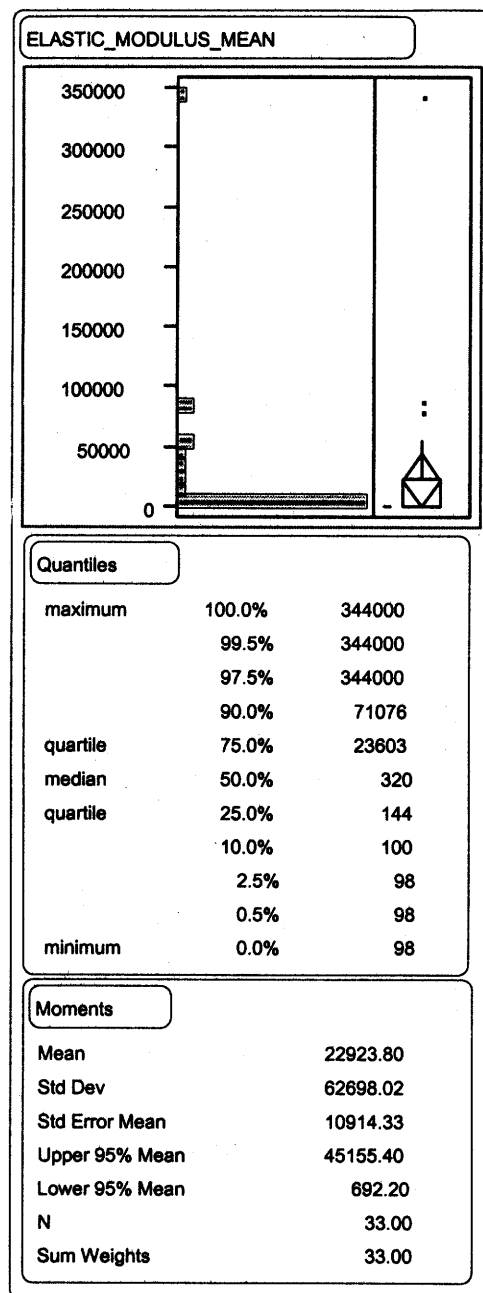 ELASTIC_MODULUS_MEAN
350000
300000
250000
200000
150000
100000
50000
0
Quantiles
maximum 100.0% 344000
99.5% 344000
97.5% 344000
90.0% 71076
quartile 75.0% 23603
median 50.0% 320
quartile 25.0% 144
10.0% 100
2.5% 98
0.5% 98
minimum 0.0% 98
Moments
Mean 22923.80
Std Dev 62698.02
Std Error Mean 10914.33
Upper 95% Mean 45155.40
Lower 95% Mean 692.20
N 33.00
Sum Weights 33.00